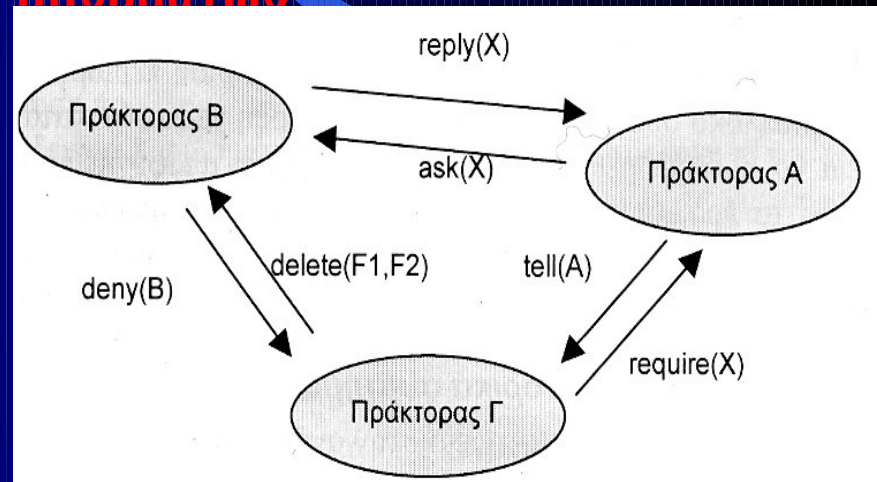 reply(X)
Πράκτορας Β
ask(X)
Πράκτορας Α
delete(F1,F2)
tell(A)
deny(B)
require(X)
Πράκτορας Γ